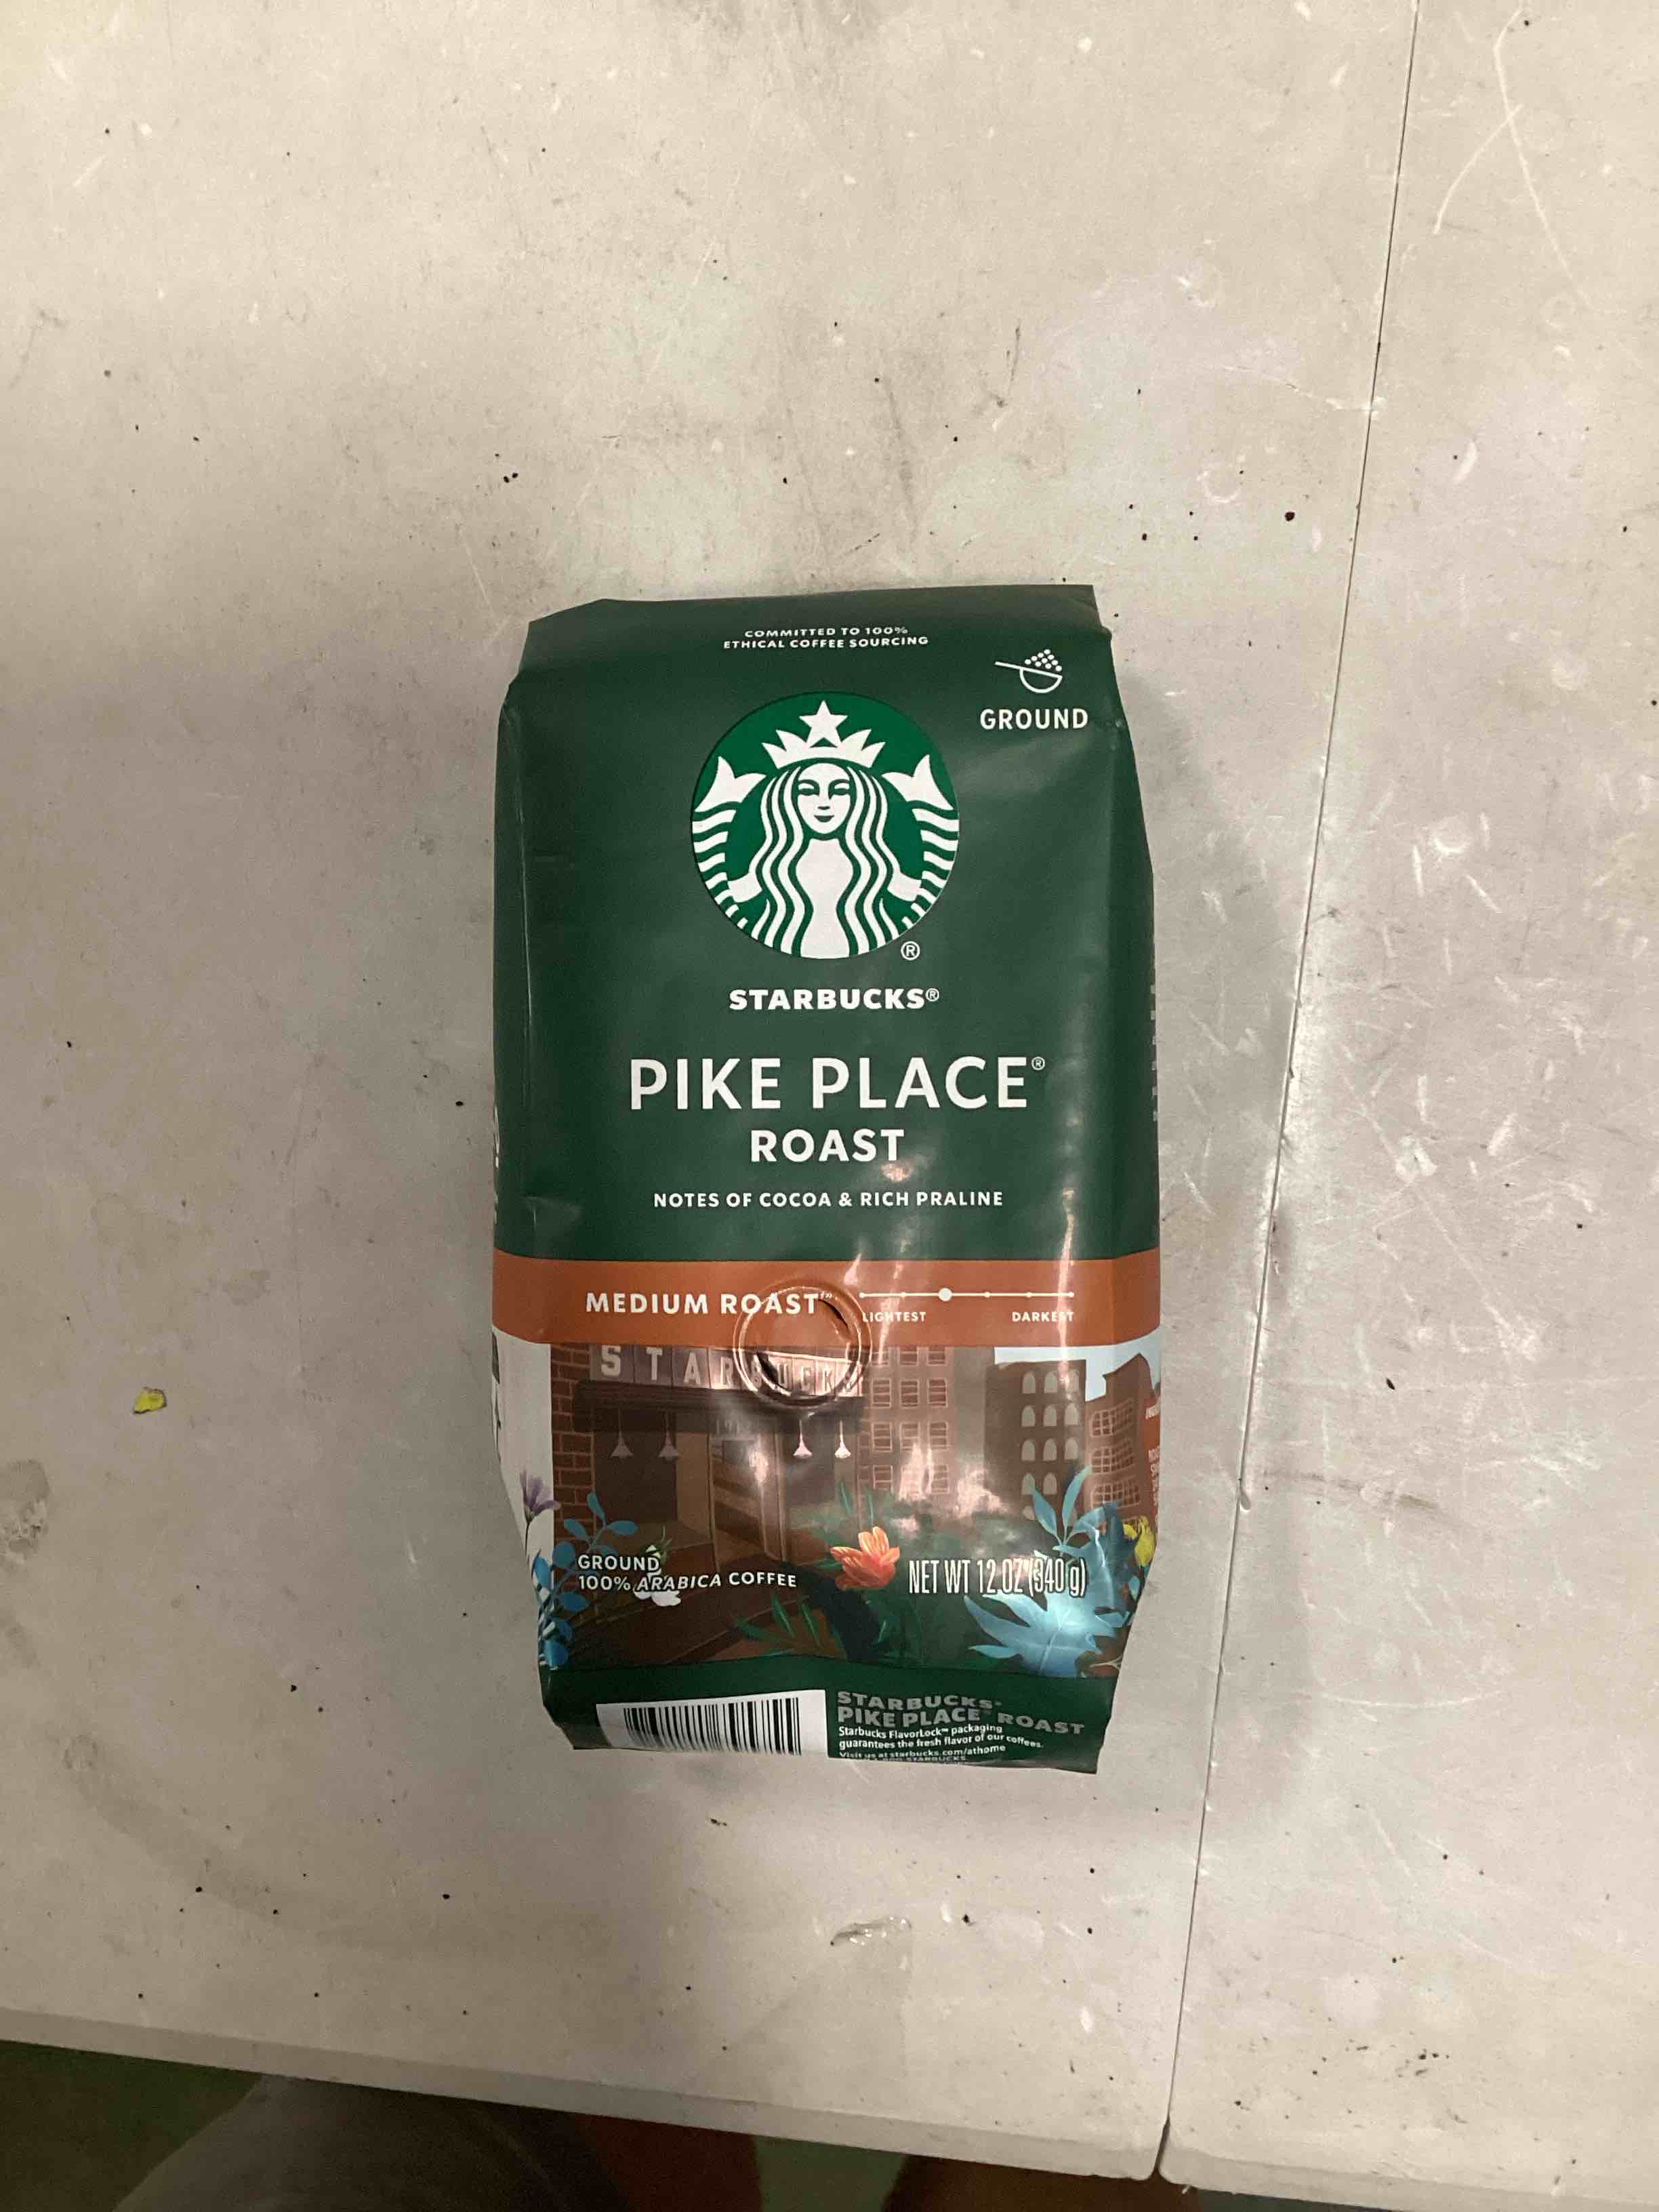 COMMITTED TO 100%
ETHICAL COFFEE SOURCING
GROUND
®
STARBUCKS®
PIKE PLACE®
ROAST
NOTES OF COCOA & RICH PRALINE
MEDIUM ROAST
LIGHTEST
DARKEST
STARBUCKS
GROUND
100% ARABICA COFFEE
NET WT 12 OZ (340 g)
STARBUCKS®
PIKE PLACE® ROAST
Starbucks FlavorLock™ packaging
guarantees the fresh flavor of our coffees.
Visit us at starbucks.com/athome